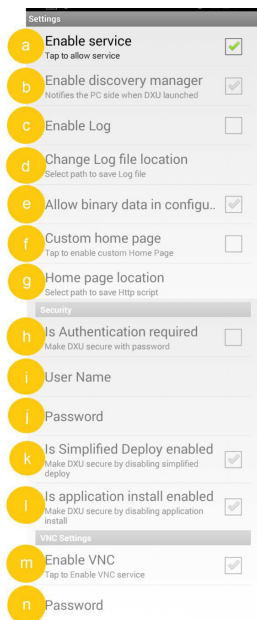 Settings
a
Enable service
Tap to allow service
b
Enable discovery manager
Notifies the PC side when DXU launched
c
Enable Log
d
Change Log file location
Select path to save Log file
e
Allow binary data in configu..
f
Custom home page
Tap to enable custom Home Page
g
Home page location
Select path to save Http script
Security
h
Is Authentication required
Make DXU secure with password
i
User Name
j
Password
k
Is Simplified Deploy enabled
Make DXU secure by disabling simplified
deploy
l
Is application install enabled
Make DXU secure by disabling application
install
VNC Settings
m
Enable VNC
Tap to Enable VNC service
n
Password